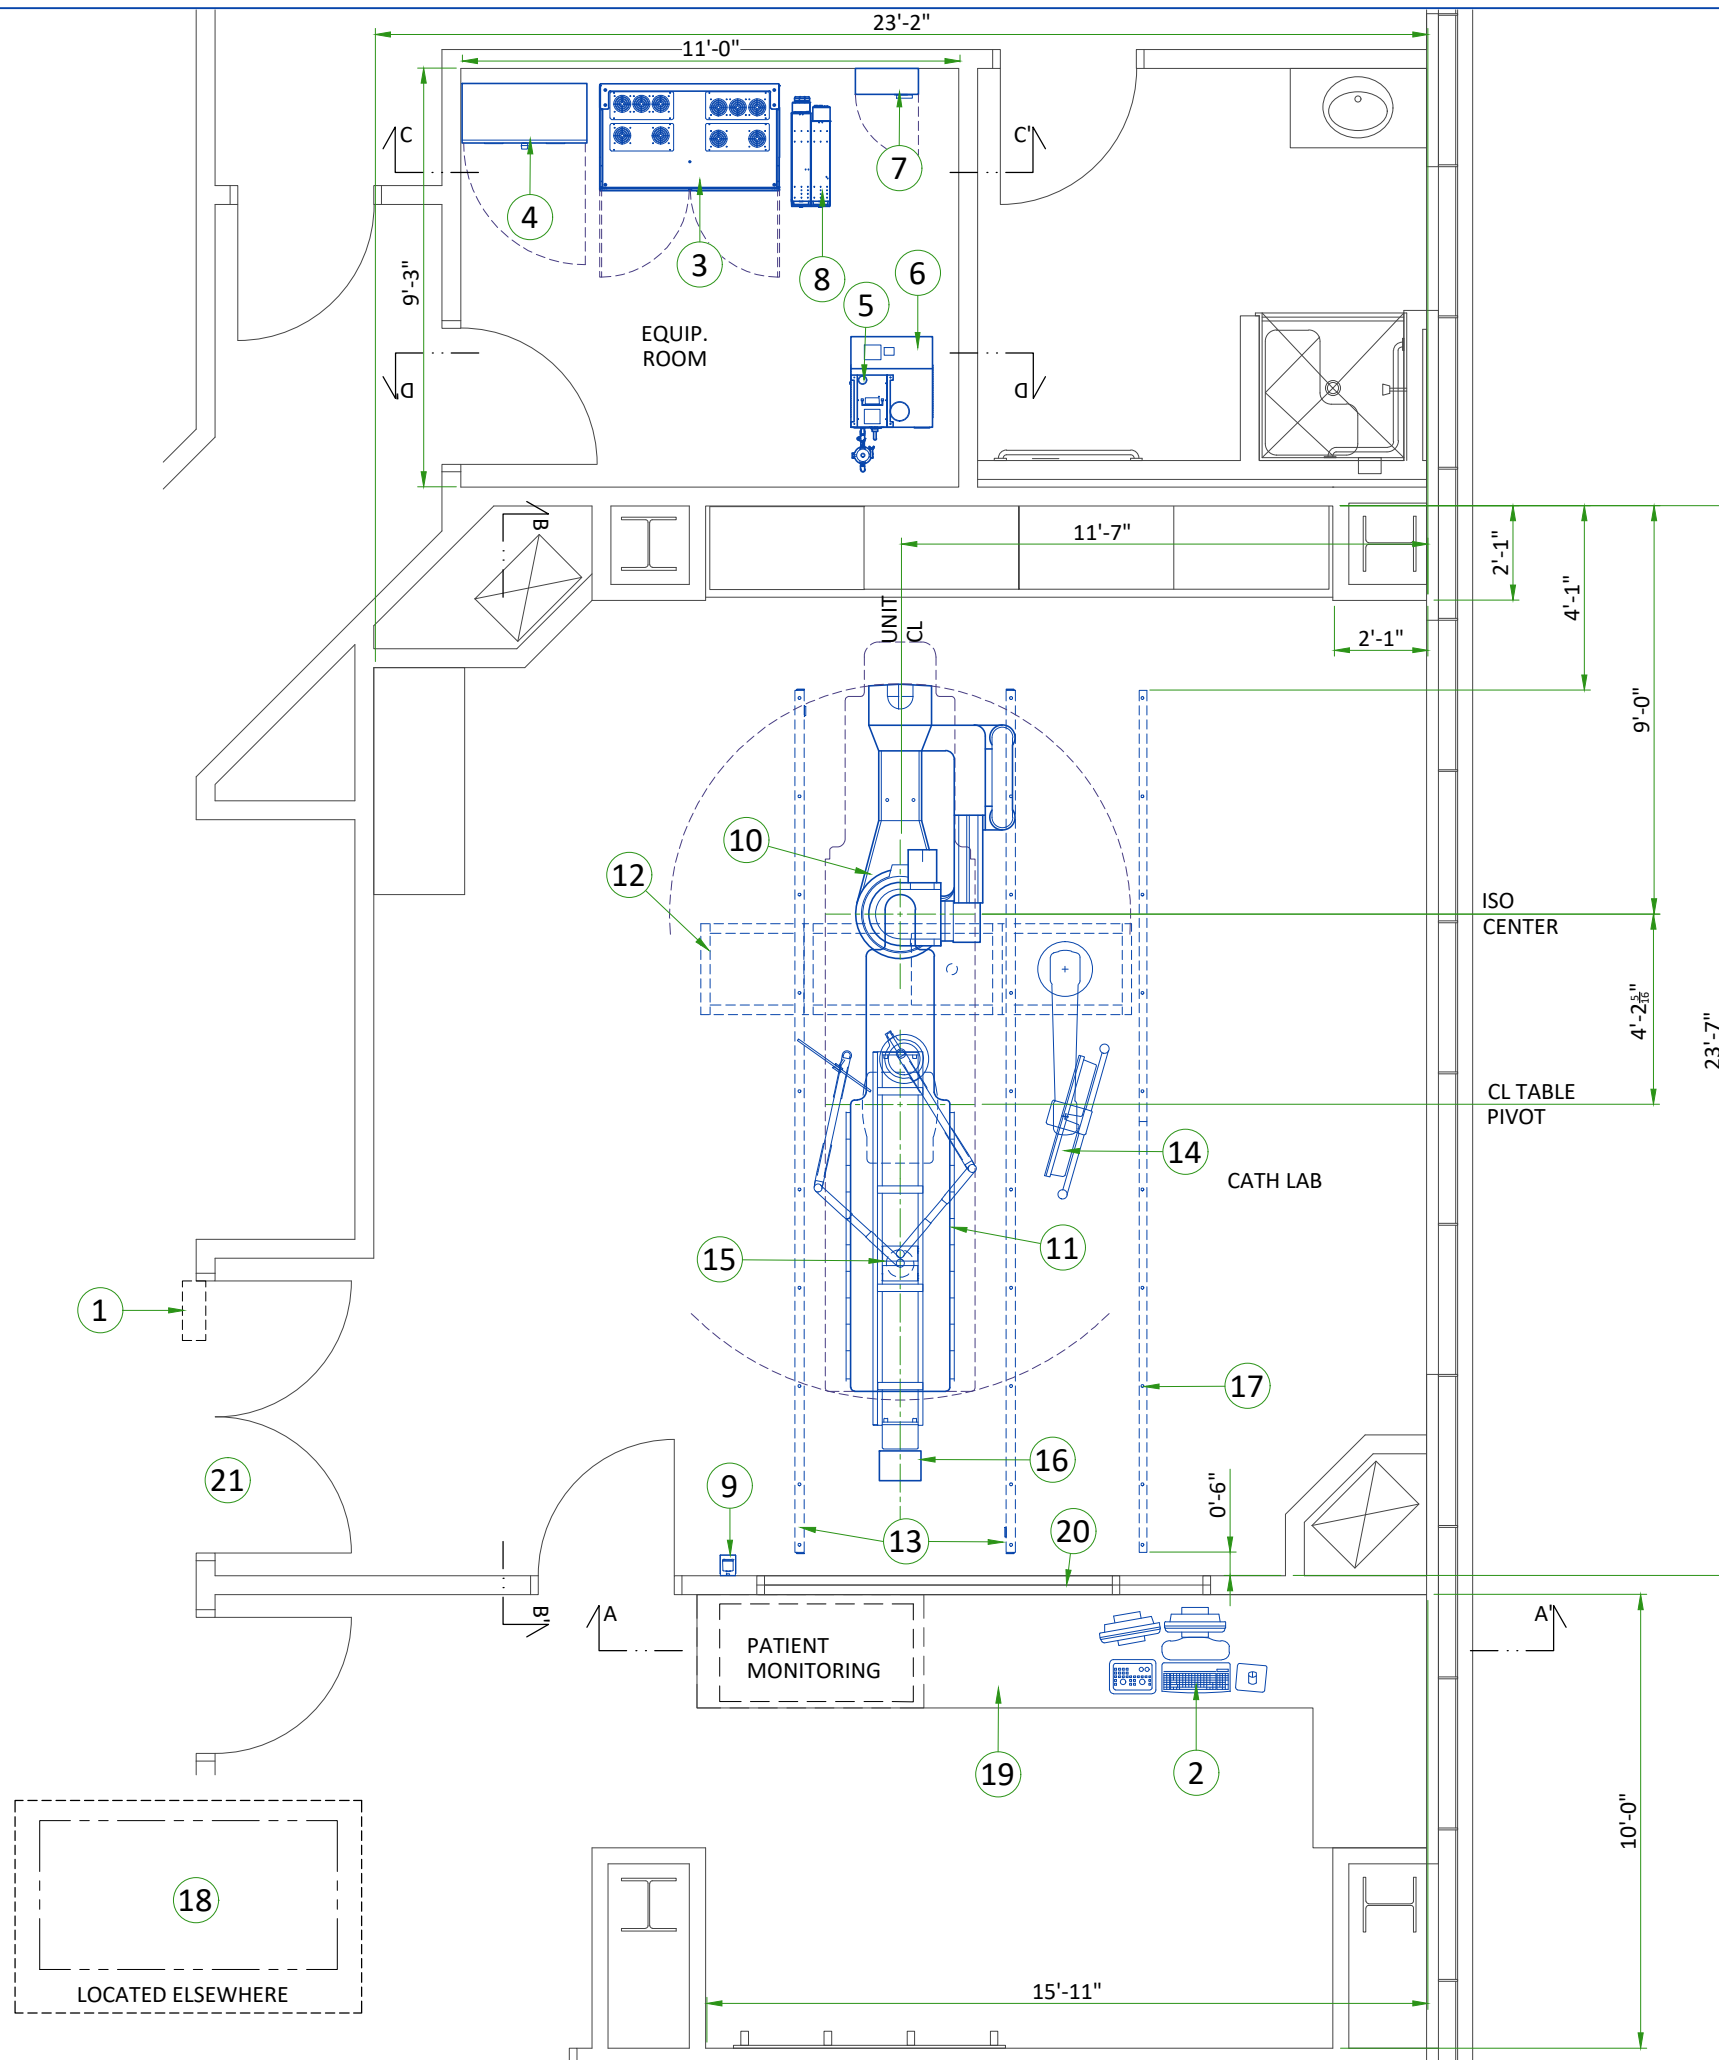 23'-2"
11'-0"
C
C'
7
4
3
8
6
5
9'-3"
EQUIP.
ROOM
D'
D
B
11'-7"
2'-1"
4'-1"
UNIT
CL
2'-1"
9'-0"
10
12
ISO
CENTER
4'-2 5/16"
23'-7"
CL TABLE
PIVOT
14
CATH LAB
15
11
1
17
21
9
16
0'-6"
13
20
B'
A
A'
PATIENT
MONITORING
19
2
10'-0"
18
LOCATED ELSEWHERE
15'-11"